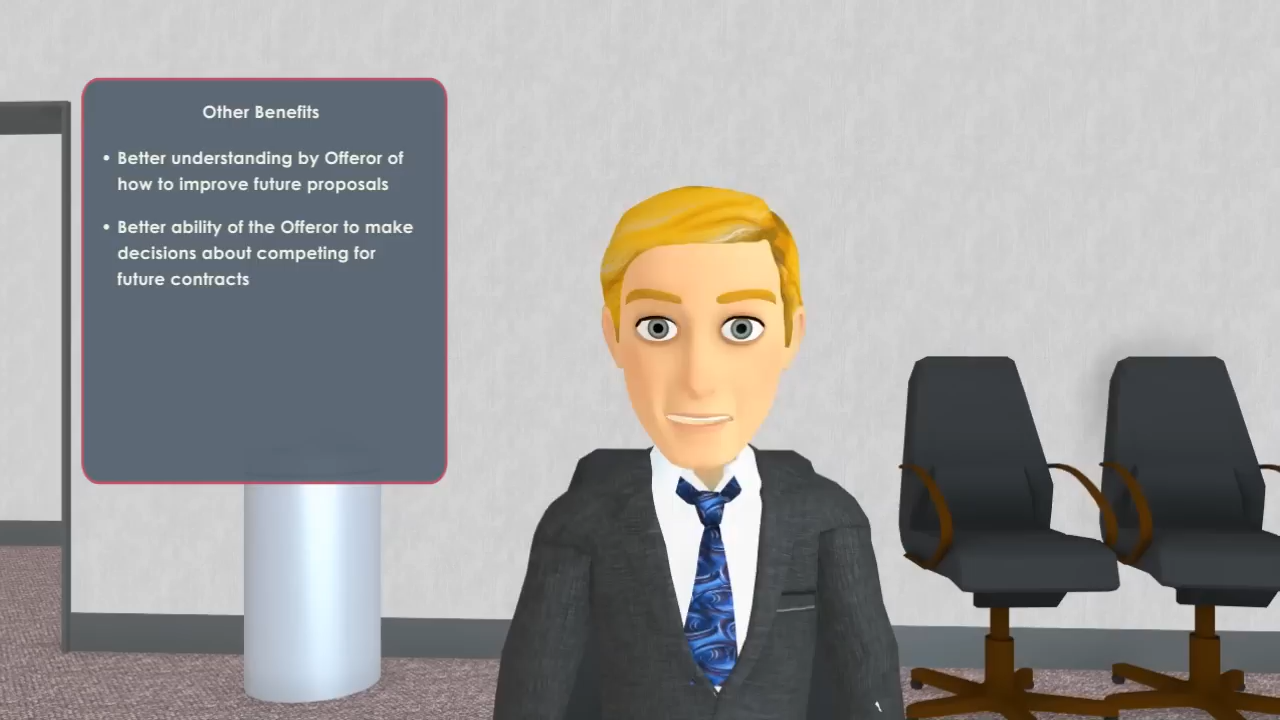 Other Benefits
• Better understanding by Offeror of
how to improve future proposals
• Better ability of the Offeror to make
decisions about competing for
future contracts